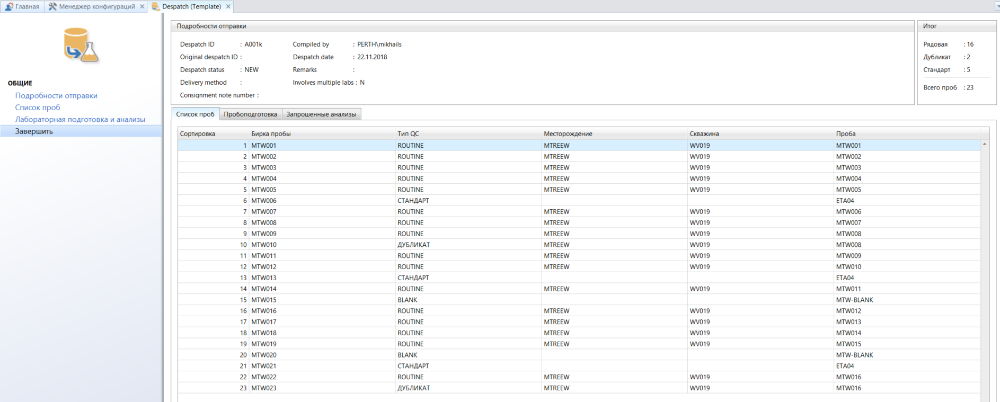 Главная Менеджер конфигураций Despatch (Template)
ОБЩИЕ
Подробности отправки
Список проб
Лабораторная подготовка и анализы
Завершить
Подробности отправки
Despatch ID : A001k Compiled by : PERTH\mikhails
Original despatch ID : Despatch date : 22.11.2018
Despatch status : NEW Remarks :
Delivery method : Involves multiple labs : N
Consignment note number :
Итог
Рядовая : 16
Дубликат : 2
Стандарт : 5
Всего проб : 23
Список проб Пробоподготовка Запрошенные анализы
Сортировка Бирка пробы Тип QC Месторождение Скважина Проба
1 MTW001 ROUTINE MTREEW WV019 MTW001
2 MTW002 ROUTINE MTREEW WV019 MTW002
3 MTW003 ROUTINE MTREEW WV019 MTW003
4 MTW004 ROUTINE MTREEW WV019 MTW004
5 MTW005 ROUTINE MTREEW WV019 MTW005
6 MTW006 СТАНДАРТ ETA04
7 MTW007 ROUTINE MTREEW WV019 MTW006
8 MTW008 ROUTINE MTREEW WV019 MTW007
9 MTW009 ROUTINE MTREEW WV019 MTW008
10 MTW010 ДУБЛИКАТ MTREEW WV019 MTW008
11 MTW011 ROUTINE MTREEW WV019 MTW009
12 MTW012 ROUTINE MTREEW WV019 MTW010
13 MTW013 СТАНДАРТ ETA04
14 MTW014 ROUTINE MTREEW WV019 MTW011
15 MTW015 BLANK MTW-BLANK
16 MTW016 ROUTINE MTREEW WV019 MTW012
17 MTW017 ROUTINE MTREEW WV019 MTW013
18 MTW018 ROUTINE MTREEW WV019 MTW014
19 MTW019 ROUTINE MTREEW WV019 MTW015
20 MTW020 BLANK MTW-BLANK
21 MTW021 СТАНДАРТ ETA04
22 MTW022 ROUTINE MTREEW WV019 MTW016
23 MTW023 ДУБЛИКАТ MTREEW WV019 MTW016